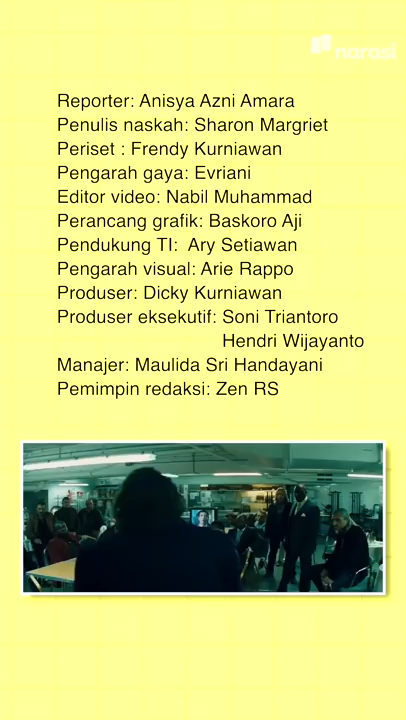 narasi
Reporter: Anisya Azni Amara
Penulis naskah: Sharon Margriet
Periset : Frendy Kurniawan
Pengarah gaya: Evriani
Editor video: Nabil Muhammad
Perancang grafik: Baskoro Aji
Pendukung TI: Ary Setiawan
Pengarah visual: Arie Rappo
Produser: Dicky Kurniawan
Produser eksekutif: Soni Triantoro
Hendri Wijayanto
Manajer: Maulida Sri Handayani
Pemimpin redaksi: Zen RS